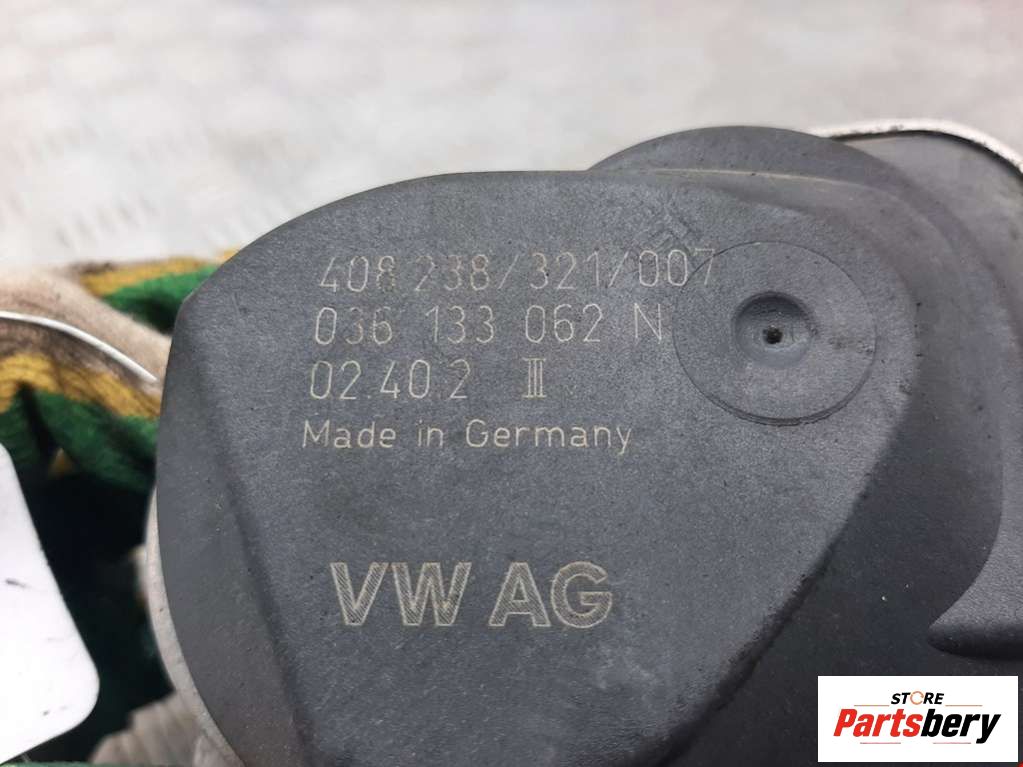 408 238/321/007
036 133 062 N
02.40.2 III
Made in Germany
VW AG
STORE
Partsbery